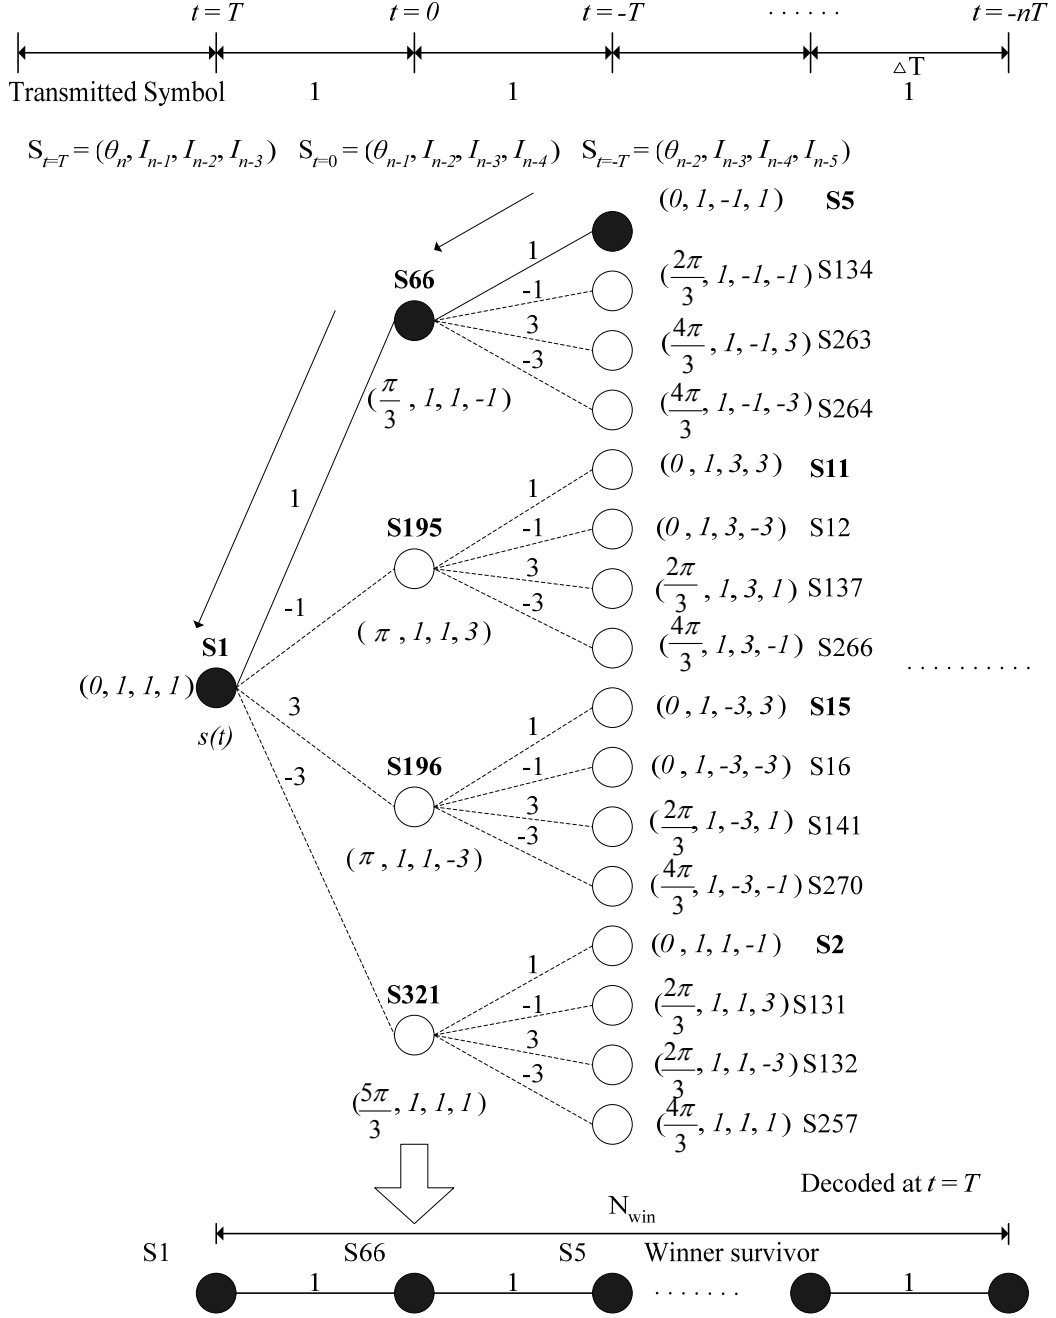 t = T t = 0 t = -T · · · · · · t = -nT
△T
Transmitted Symbol 1 1 1
S_{t=T} = (θ_n, I_{n-1}, I_{n-2}, I_{n-3}) S_{t=0} = (θ_{n-1}, I_{n-2}, I_{n-3}, I_{n-4}) S_{t=-T} = (θ_{n-2}, I_{n-3}, I_{n-4}, I_{n-5})
(0, 1, -1, 1) S5
1
S66
(2π/3, 1, -1, -1) S134
-1
3
(4π/3, 1, -1, 3) S263
-3
(π/3, 1, 1, -1)
(4π/3, 1, -1, -3) S264
(0, 1, 3, 3) S11
1
1
S195
-1
(0, 1, 3, -3) S12
3
(2π/3, 1, 3, 1) S137
-1
-3
(π, 1, 1, 3)
(4π/3, 1, 3, -1) S266
· · · · · · · · · ·
S1
(0, 1, 1, 1)
s(t)
3
(0, 1, -3, 3) S15
1
-3
S196
-1
(0, 1, -3, -3) S16
3
(2π/3, 1, -3, 1) S141
-3
(π, 1, 1, -3)
(4π/3, 1, -3, -1) S270
(0, 1, 1, -1) S2
1
S321
-1
(2π/3, 1, 1, 3) S131
3
(2π/3, 1, 1, -3) S132
-3
(5π/3, 1, 1, 1)
(4π/3, 1, 1, 1) S257
Decoded at t = T
N_win
S1 S66 S5 Winner survivor
1 1 · · · · · · · 1